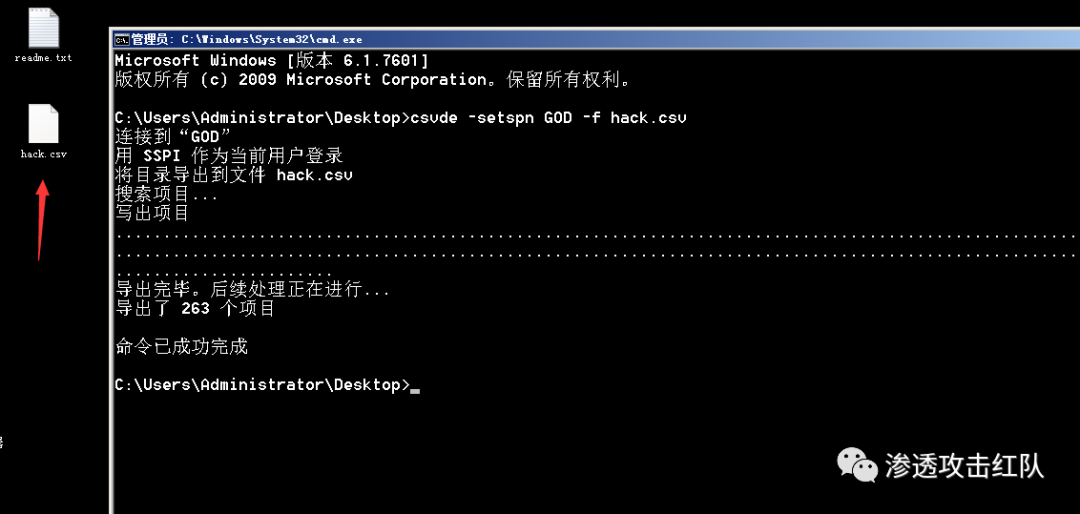 readme.txt
hack.csv
管理员: C:\Windows\System32\cmd.exe
Microsoft Windows [版本 6.1.7601]
版权所有 (c) 2009 Microsoft Corporation。保留所有权利。
C:\Users\Administrator\Desktop>csvde -setspn GOD -f hack.csv
连接到“GOD”
用 SSPI 作为当前用户登录
将目录导出到文件 hack.csv
搜索项目...
写出项目
导出完毕。后续处理正在进行...
导出了 263 个项目
命令已成功完成
C:\Users\Administrator\Desktop>
渗透攻击红队